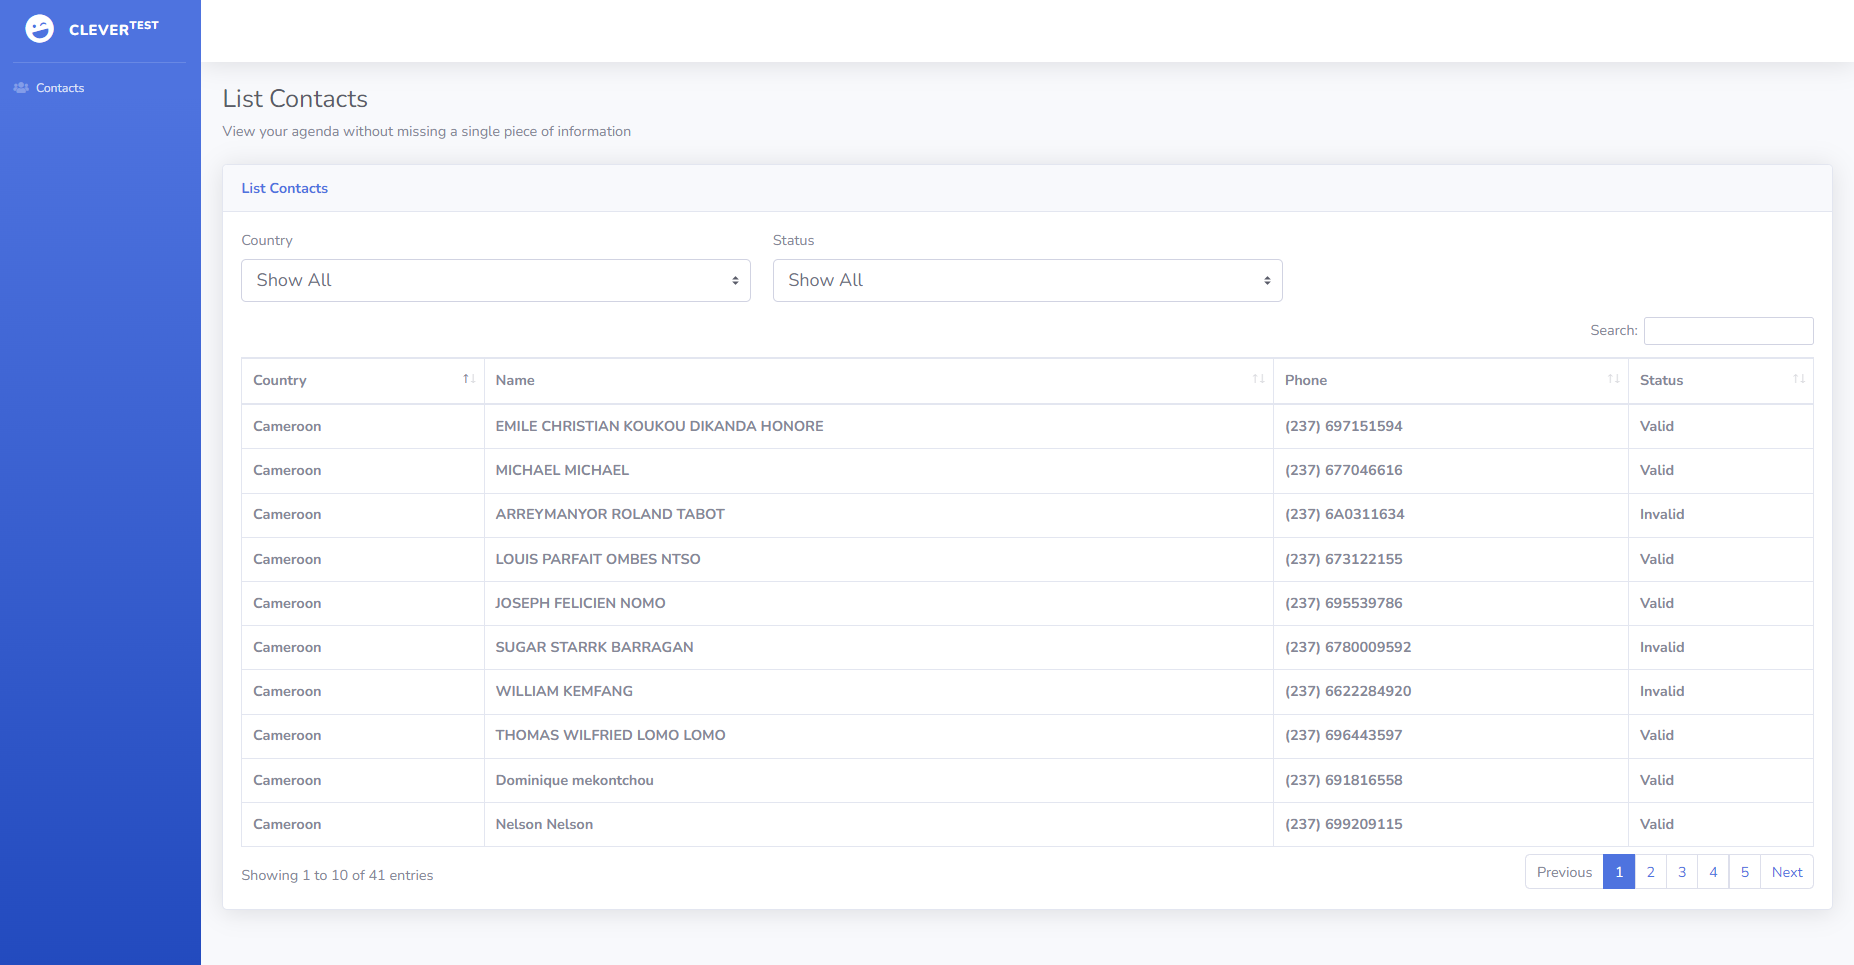 CLEVERTEST
Contacts
List Contacts
View your agenda without missing a single piece of information
List Contacts
Country Status
Show All Show All
Search:
Country Name Phone Status
Cameroon EMILE CHRISTIAN KOUKOU DIKANDA HONORE (237) 697151594 Valid
Cameroon MICHAEL MICHAEL (237) 677046616 Valid
Cameroon ARREYMANYOR ROLAND TABOT (237) 6A0311634 Invalid
Cameroon LOUIS PARFAIT OMBES NTSO (237) 673122155 Valid
Cameroon JOSEPH FELICIEN NOMO (237) 695539786 Valid
Cameroon SUGAR STARRK BARRAGAN (237) 6780009592 Invalid
Cameroon WILLIAM KEMFANG (237) 6622284920 Invalid
Cameroon THOMAS WILFRIED LOMO LOMO (237) 696443597 Valid
Cameroon Dominique mekontchou (237) 691816558 Valid
Cameroon Nelson Nelson (237) 699209115 Valid
Showing 1 to 10 of 41 entries Previous 1 2 3 4 5 Next